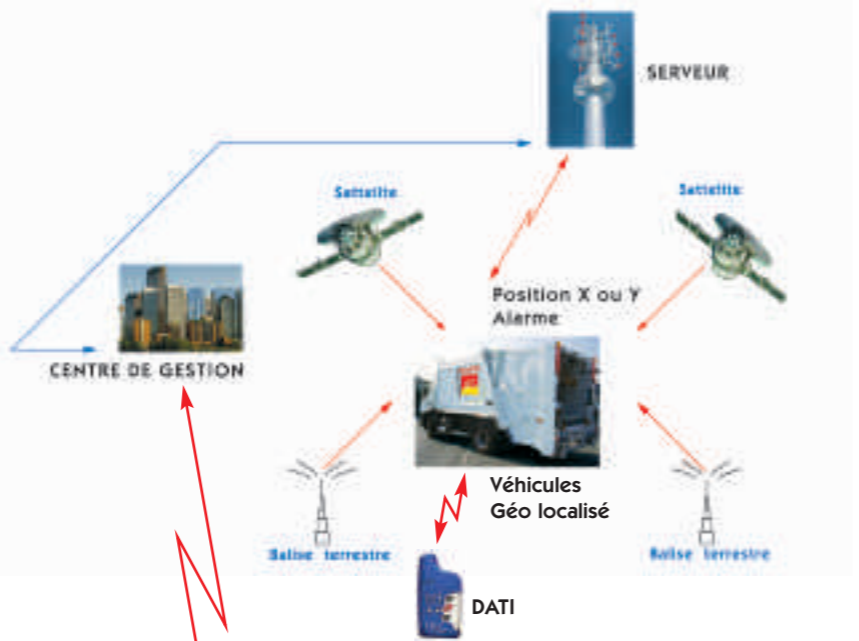 SERVEUR
Sattelite
Sattelite
Position X ou Y
Alarme
CENTRE DE GESTION
Véhicules
Géo localisé
Balise terrestre
Balise terrestre
DATI